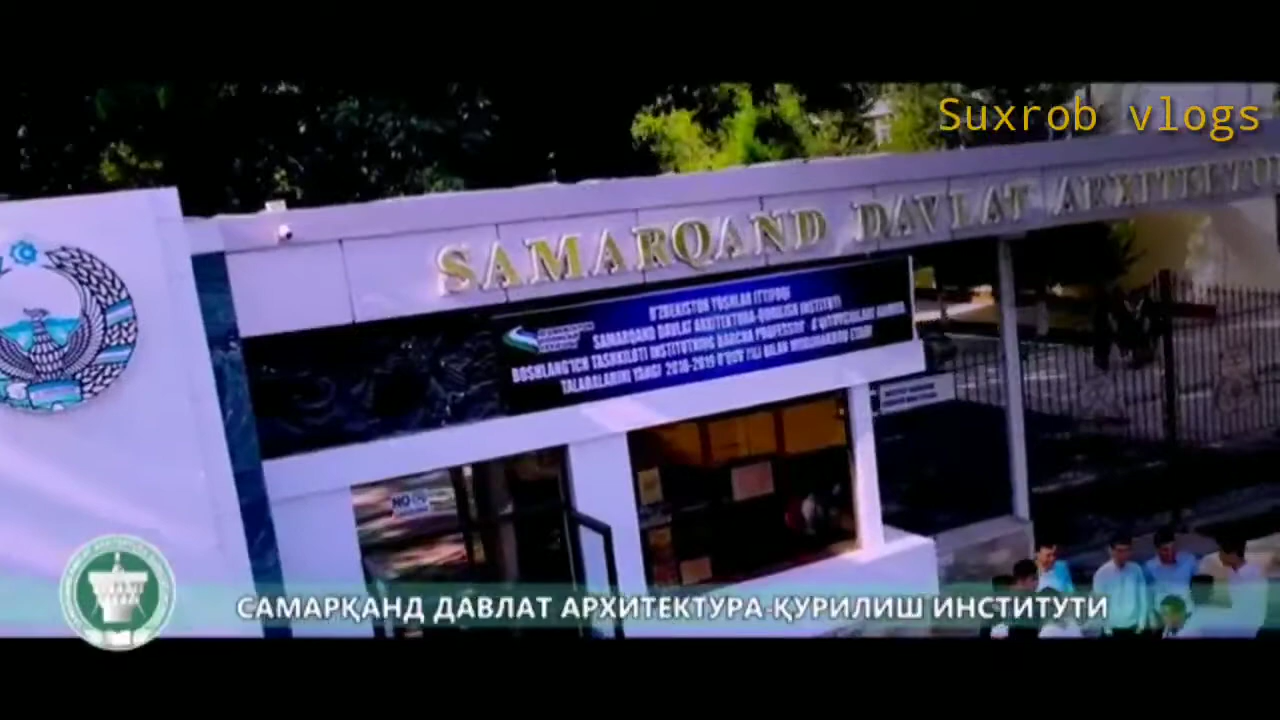 Suxrob vlogs
SAMARQAND DAVLAT ARXITEKTU
O'ZBEKISTON YOSHLAR ITTIFOQI
SAMARQAND DAVLAT ARXITEKTURA-QURILISH INSTITUTI
BOSHLANG'ICH TASHKILOTI INSTITUTNING BARCHA PROFESSOR - O'QITUVCHILARI HAMDA
TALABALARINI YANGI 2018-2019 O'QUV YILI BILAN MUBORAKBOD ETADI
NO
САМАРҚАНД ДАВЛАТ АРХИТЕКТУРА-ҚУРИЛИШ ИНСТИТУТИ